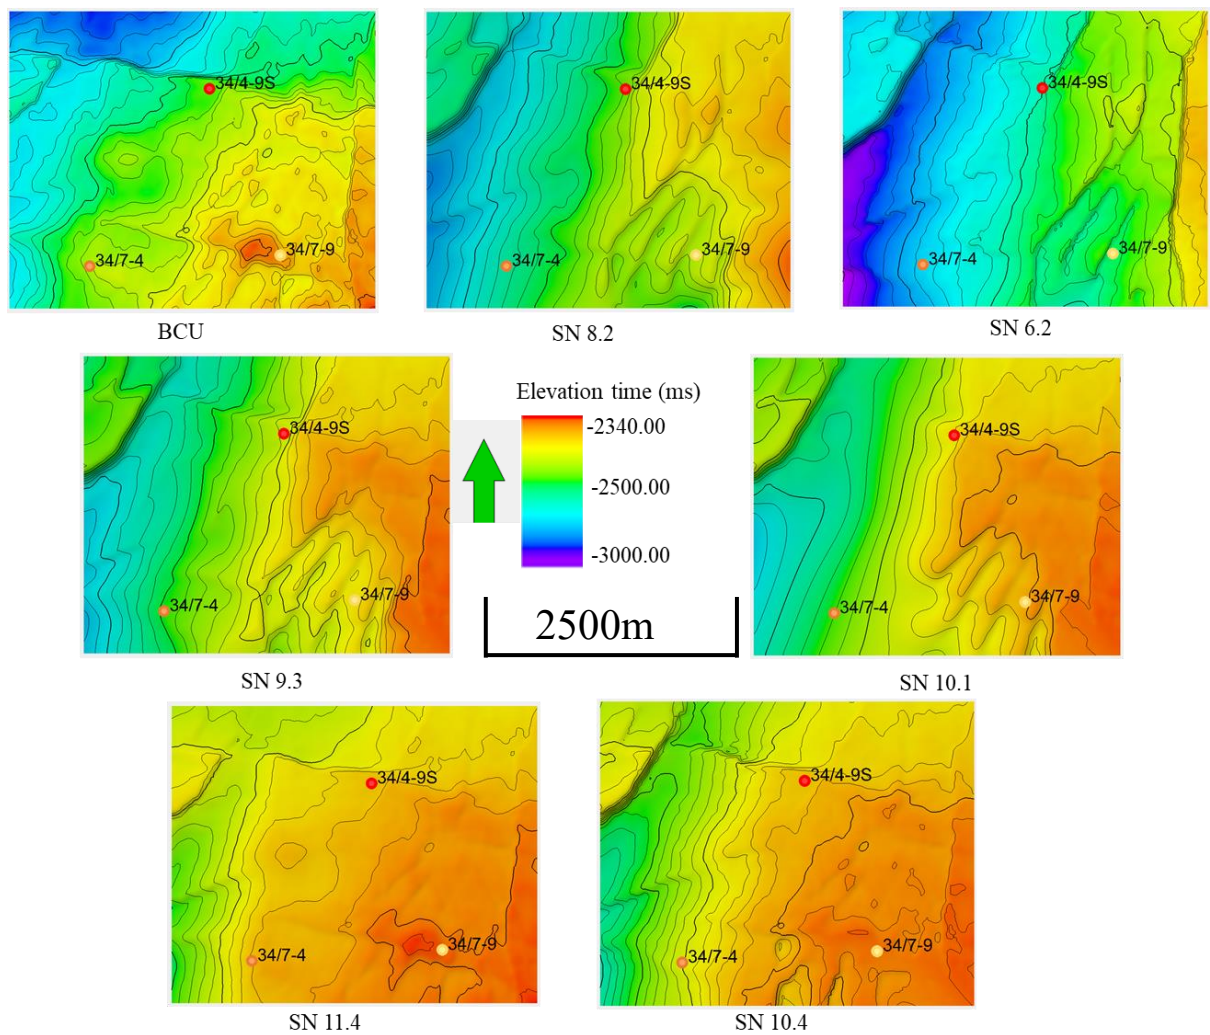 34/4-9S
34/7-9
34/7-4
BCU
34/4-9S
34/7-9
34/7-4
SN 8.2
34/4-9S
34/7-9
34/7-4
SN 6.2
34/4-9S
34/7-9
34/7-4
SN 9.3
Elevation time (ms)
-2340.00
-2500.00
-3000.00
2500m
34/4-9S
34/7-9
34/7-4
SN 10.1
34/4-9S
34/7-9
34/7-4
SN 11.4
34/4-9S
34/7-9
34/7-4
SN 10.4